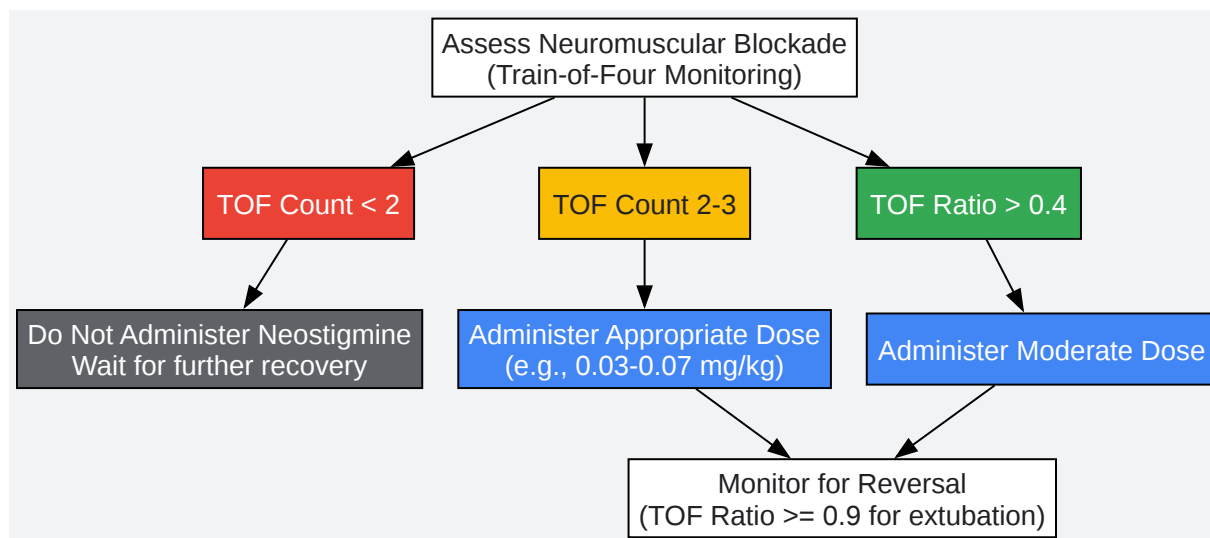 Assess Neuromuscular Blockade
(Train-of-Four Monitoring)
TOF Count < 2
TOF Count 2-3
TOF Ratio > 0.4
Do Not Administer Neostigmine
Wait for further recovery
Administer Appropriate Dose
(e.g., 0.03-0.07 mg/kg)
Administer Moderate Dose
Monitor for Reversal
(TOF Ratio >= 0.9 for extubation)